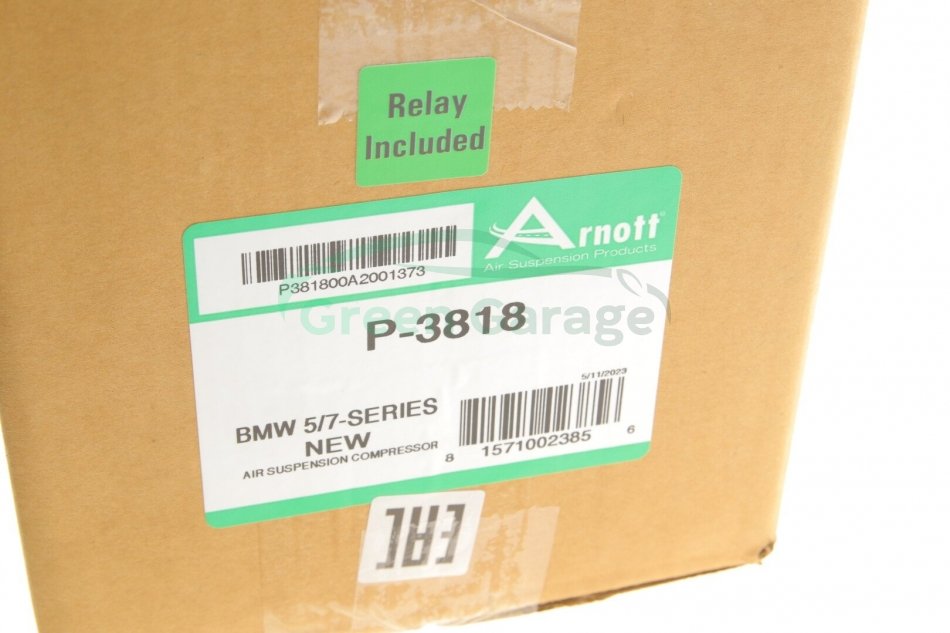 Relay
Included
Arnott®
Air Suspension Products
P381800A2001373
Green Garage
P-3818
5/11/2023
BMW 5/7-SERIES
NEW
AIR SUSPENSION COMPRESSOR
8 1571002385 6
EAC